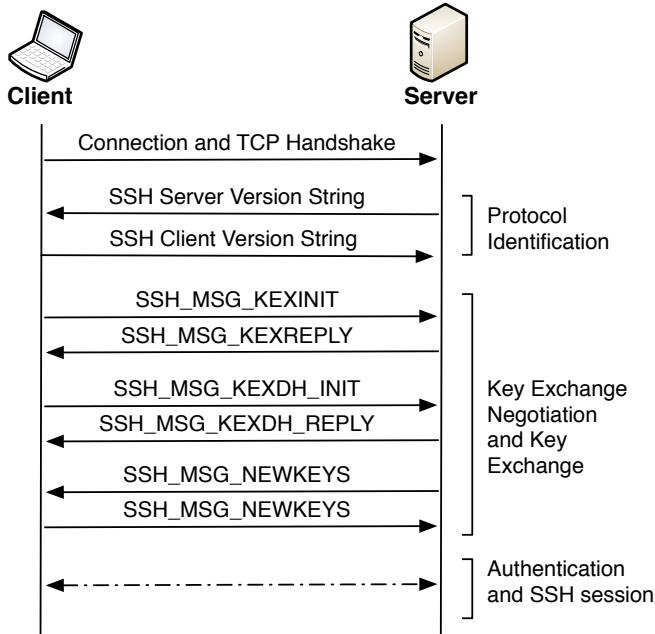 Client
Server
Connection and TCP Handshake
SSH Server Version String
SSH Client Version String
Protocol
Identification
SSH_MSG_KEXINIT
SSH_MSG_KEXREPLY
SSH_MSG_KEXDH_INIT
SSH_MSG_KEXDH_REPLY
SSH_MSG_NEWKEYS
SSH_MSG_NEWKEYS
Key Exchange
Negotiation
and Key
Exchange
Authentication
and SSH session